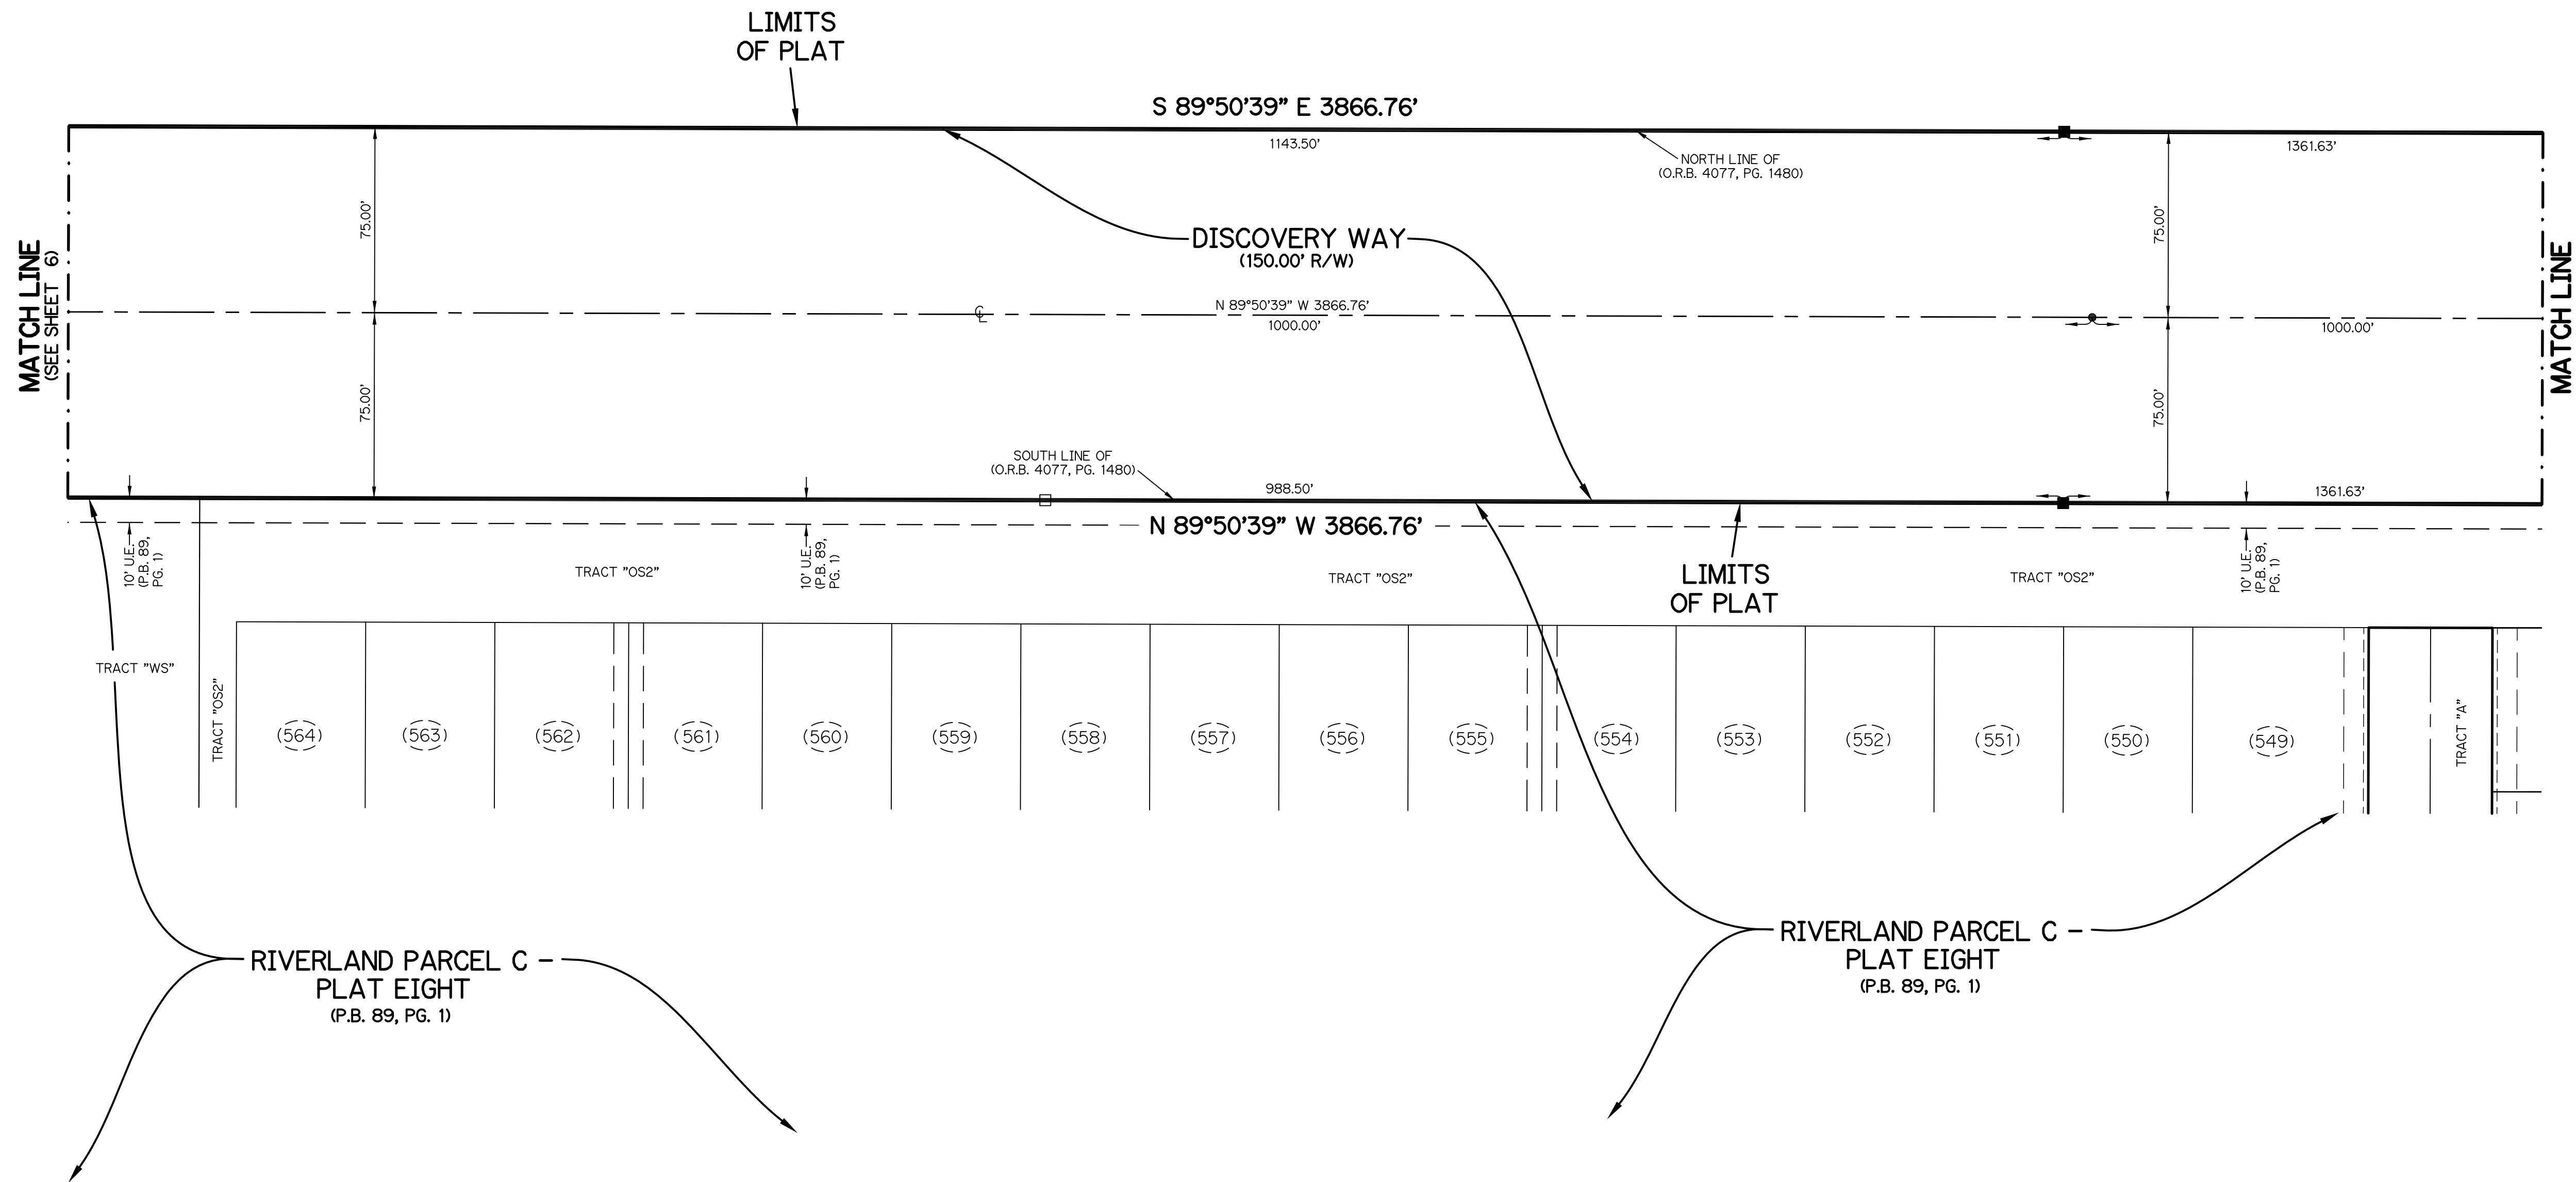 LIMITS
OF PLAT
S 89°50'39" E 3866.76'
1143.50'
1361.63'
NORTH LINE OF
(O.R.B. 4077, PG. 1480)
75.00'
75.00'
DISCOVERY WAY
(150.00' R/W)
MATCH LINE
(SEE SHEET 6)
MATCH LINE
N 89°50'39" W 3866.76'
℄
1000.00'
1000.00'
75.00'
75.00'
SOUTH LINE OF
(O.R.B. 4077, PG. 1480)
988.50'
1361.63'
N 89°50'39" W 3866.76'
10' U.E.
(P.B. 89,
PG. 1)
10' U.E.
(P.B. 89,
PG. 1)
10' U.E.
(P.B. 89,
PG. 1)
TRACT "OS2"
TRACT "OS2"
TRACT "OS2"
LIMITS
OF PLAT
TRACT "WS"
TRACT "OS2"
(564)
(563)
(562)
(561)
(560)
(559)
(558)
(557)
(556)
(555)
(554)
(553)
(552)
(551)
(550)
(549)
TRACT "A"
RIVERLAND PARCEL C -
PLAT EIGHT
(P.B. 89, PG. 1)
RIVERLAND PARCEL C -
PLAT EIGHT
(P.B. 89, PG. 1)